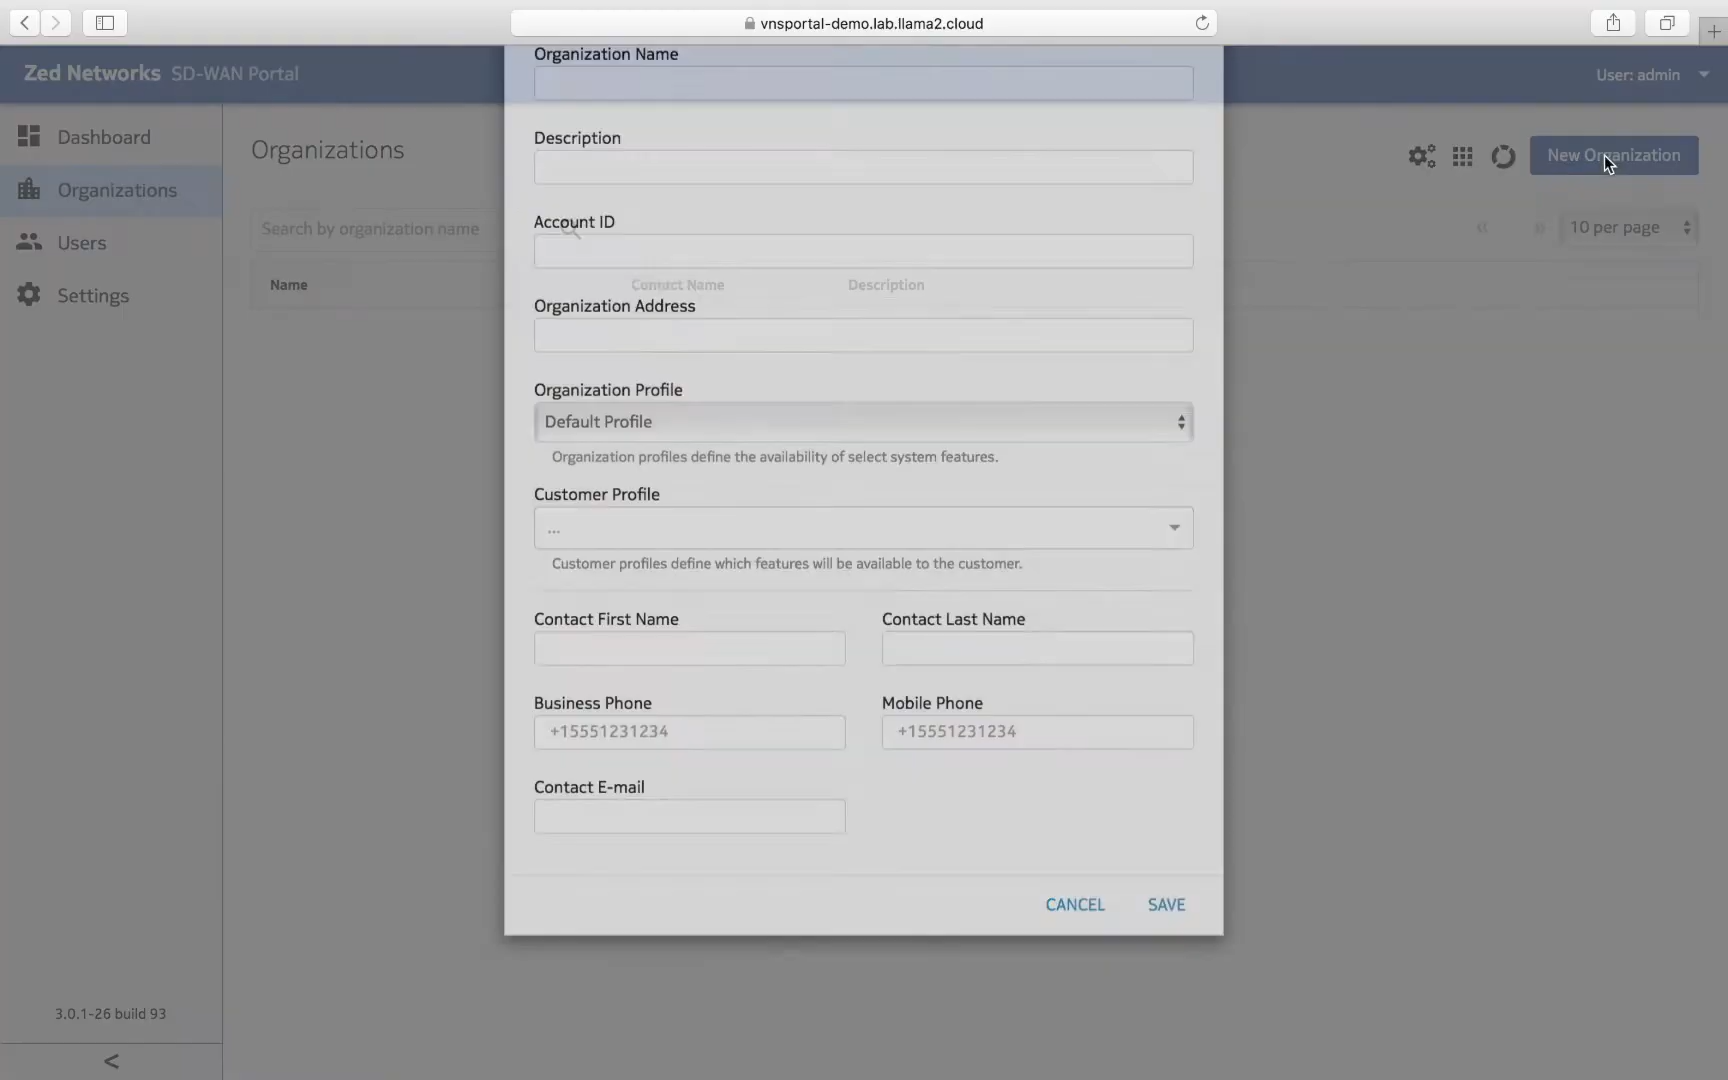 vnsportal-demo.lab.llama2.cloud
Zed Networks SD-WAN Portal
User: admin
Dashboard
Organizations
Users
Settings
3.0.1-26 build 93
<
Organizations
New Organization
Search by organization name
« » 10 per page
Name
Contact Name
Description
Organization Name
Description
Account ID
Organization Address
Organization Profile
Default Profile
Organization profiles define the availability of select system features.
Customer Profile
...
Customer profiles define which features will be available to the customer.
Contact First Name
Contact Last Name
Business Phone
Mobile Phone
+15551231234
+15551231234
Contact E-mail
CANCEL
SAVE